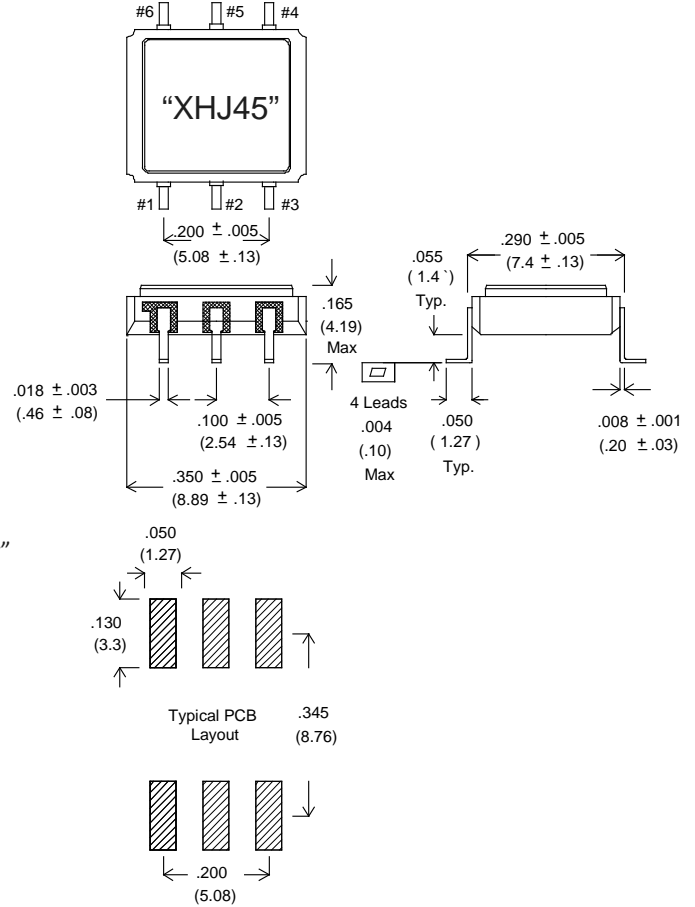 #6 #5 #4
“XHJ45”
#1 #2 #3
.200 ± .005
(5.08 ± .13)
.055
( 1.4`)
Typ.
.290 ± .005
(7.4 ± .13)
.165
(4.19)
Max
.018 ± .003
(.46 ± .08)
.100 ± .005
(2.54 ± .13)
4 Leads
.004
(.10)
Max
.050
( 1.27 )
Typ.
.008 ± .001
(.20 ± .03)
.350 ± .005
(8.89 ± .13)
”
.050
(1.27)
.130
(3.3)
Typical PCB
Layout
.345
(8.76)
.200
(5.08)